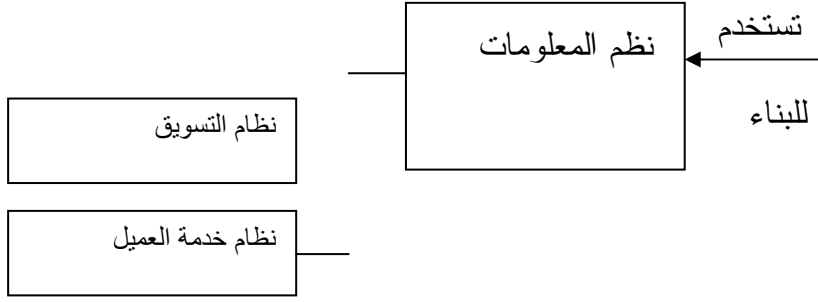 تستخدم
للبناء
نظم المعلومات
نظام التسويق
نظام خدمة العميل